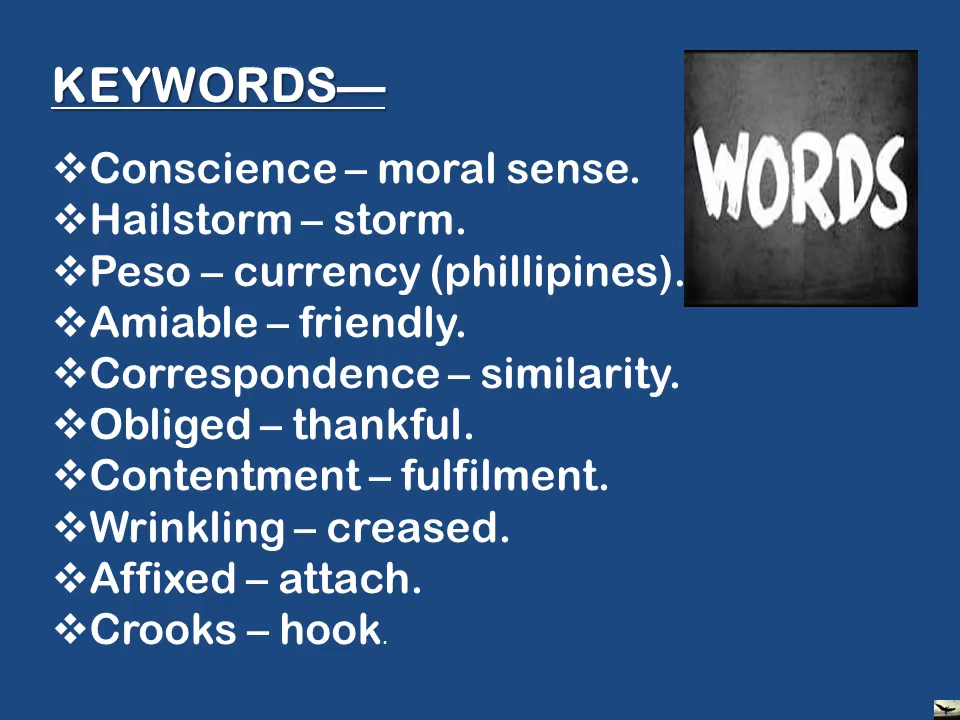 KEYWORDS—
WORDS
❖Conscience – moral sense.
❖Hailstorm – storm.
❖Peso – currency (phillipines).
❖Amiable – friendly.
❖Correspondence – similarity.
❖Obliged – thankful.
❖Contentment – fulfilment.
❖Wrinkling – creased.
❖Affixed – attach.
❖Crooks – hook.